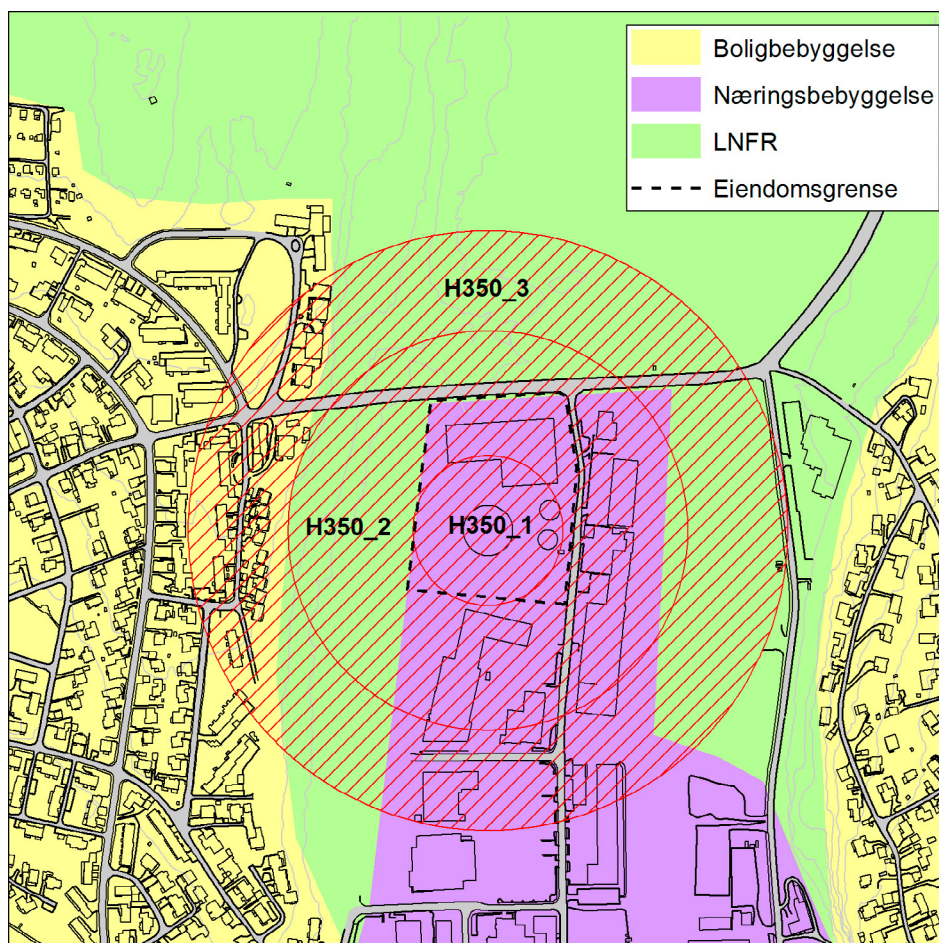 Boligbebyggelse
Næringsbebyggelse
LNFR
Eiendomsgrense
H350_3
H350_2
H350_1